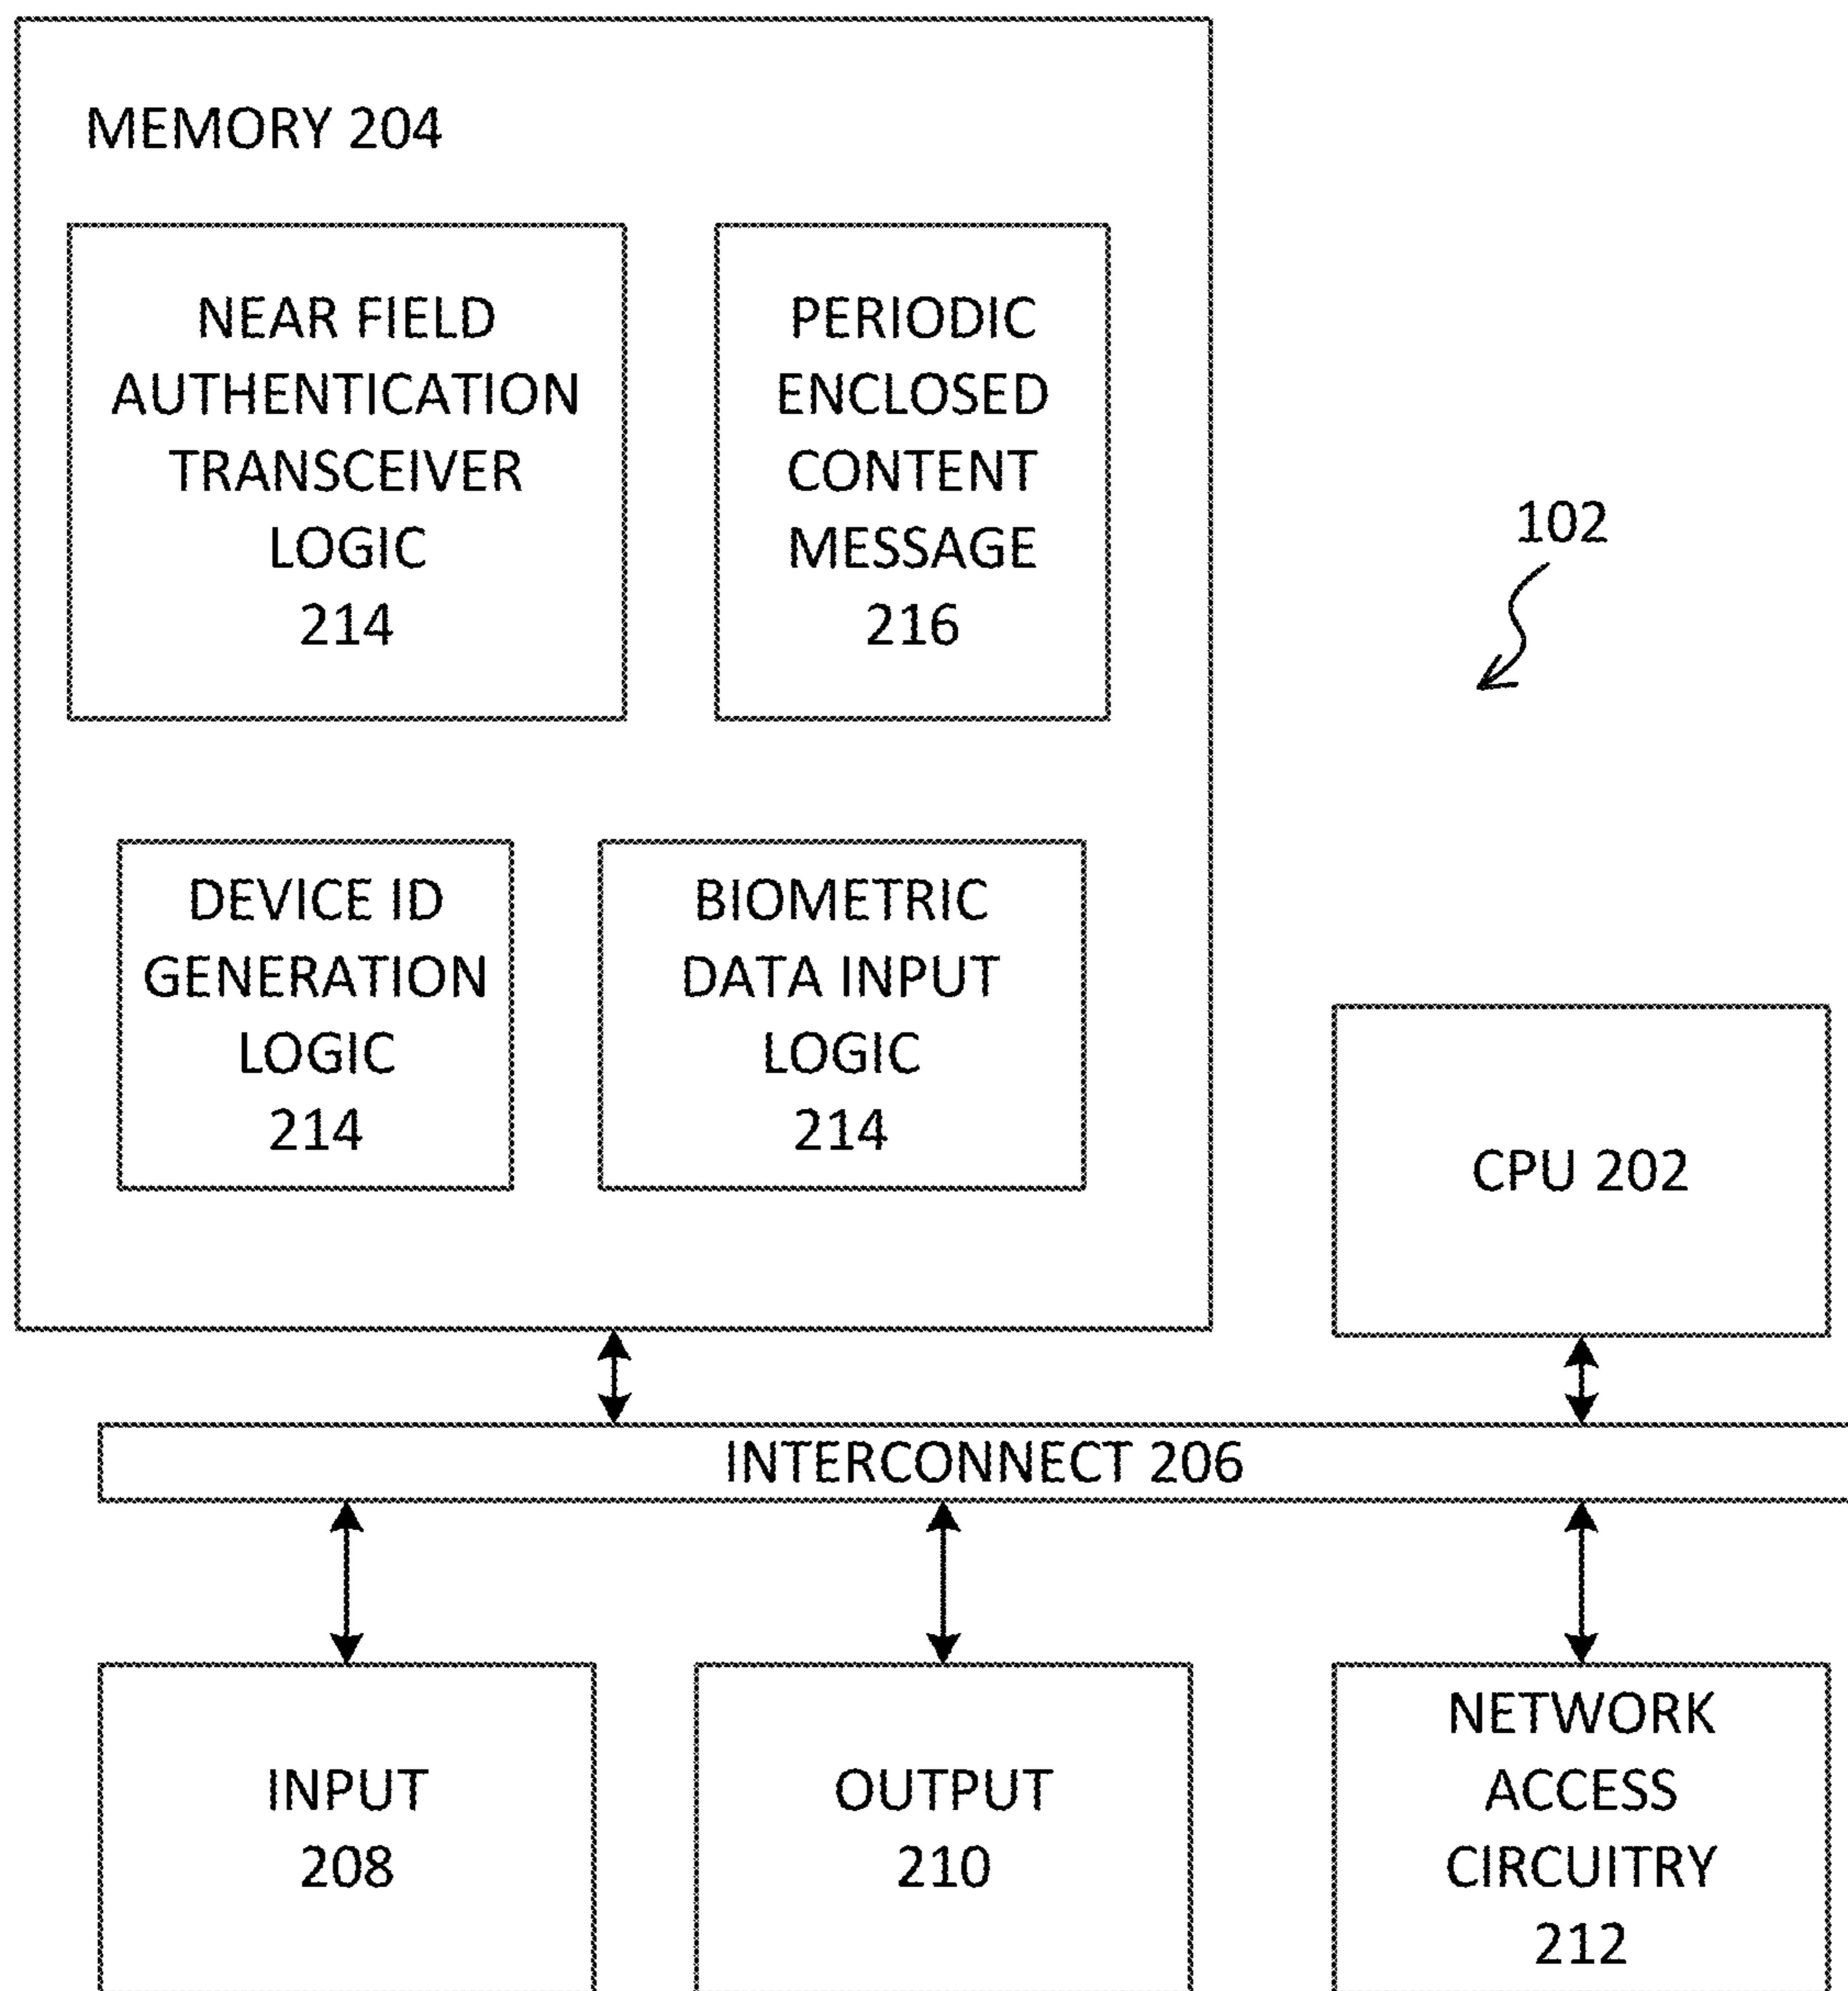 MEMORY 204
NEAR FIELD
AUTHENTICATION
TRANSCEIVER
LOGIC
214
PERIODIC
ENCLOSED
CONTENT
MESSAGE
216
102
DEVICE ID
GENERATION
LOGIC
214
BIOMETRIC
DATA INPUT
LOGIC
214
CPU 202
INTERCONNECT 206
INPUT
208
OUTPUT
210
NETWORK
ACCESS
CIRCUITRY
212